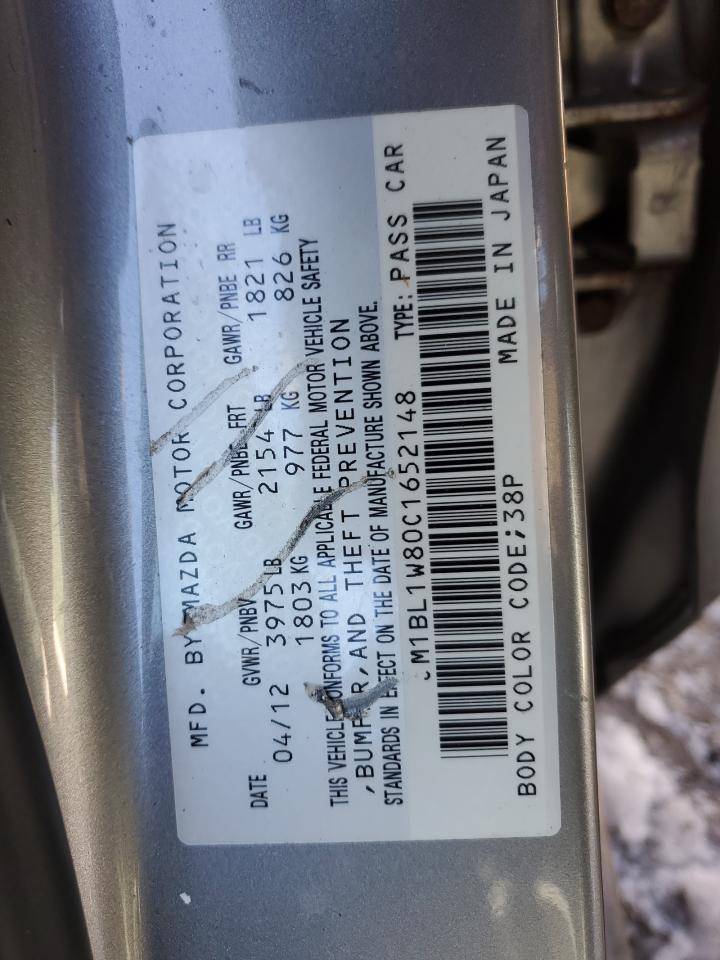 MFD. BY MAZDA MOTOR CORPORATION
DATE GVWR/PNBV GAWR/PNBE FRT GAWR/PNBE RR
04/12 3975 LB 2154 LB 1821 LB
1803 KG 977 KG 826 KG
THIS VEHICLE CONFORMS TO ALL APPLICABLE FEDERAL MOTOR VEHICLE SAFETY
,BUMPER, AND THEFT PREVENTION
STANDARDS IN EFFECT ON THE DATE OF MANUFACTURE SHOWN ABOVE.
M1BL1W80C1652148 TYPE: PASS CAR
BODY COLOR CODE;38P MADE IN JAPAN